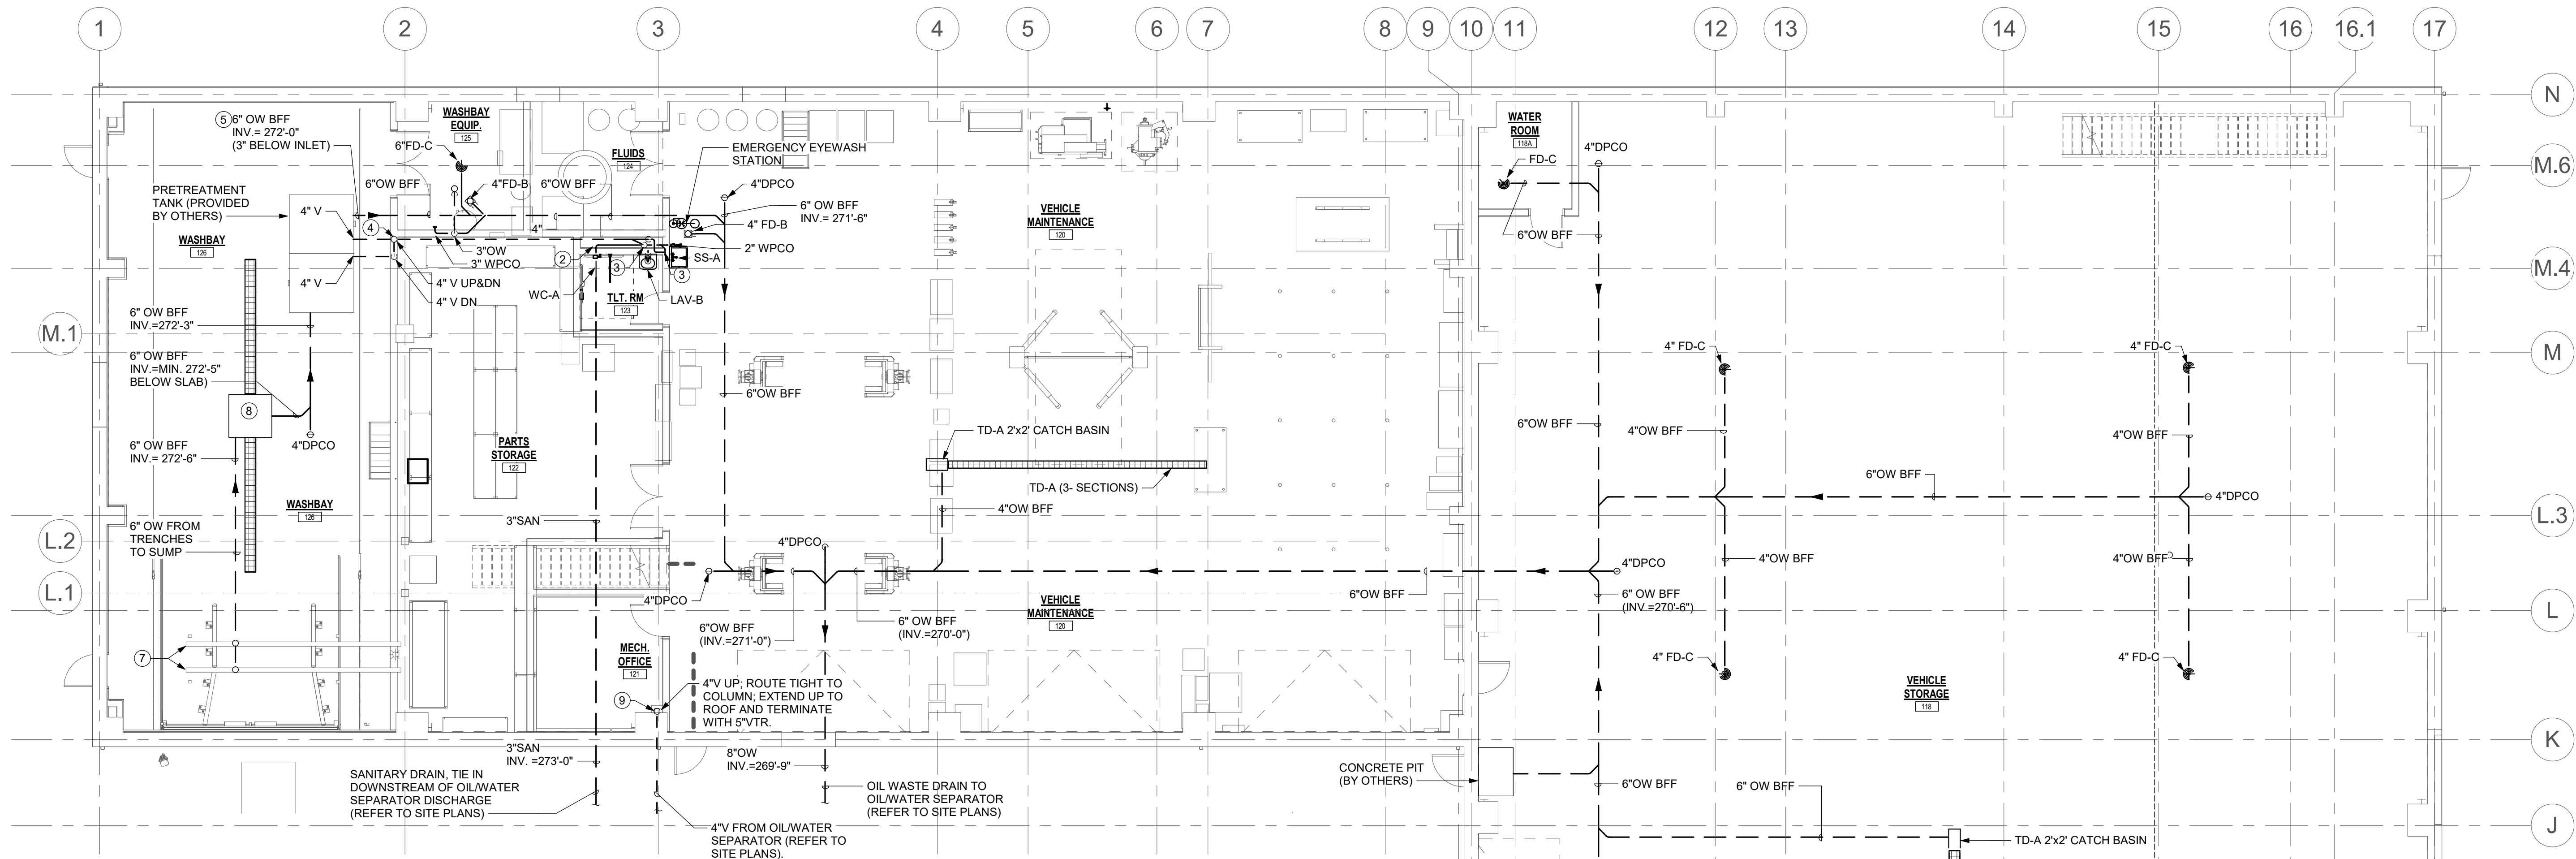 1
2
3
4
5
6
7
8
9
10
11
12
13
14
15
16
16.1
17
N
M.6
M.4
M
L.3
L
K
J
M.1
L.2
L.1
5
6" OW BFF
INV.= 272'-0"
(3" BELOW INLET)
WASHBAY
EQUIP.
125
6"FD-C
FLUIDS
124
EMERGENCY EYEWASH
STATION
PRETREATMENT
TANK (PROVIDED
BY OTHERS)
6"OW BFF
4"FD-B
6"OW BFF
4"DPCO
6" OW BFF
INV.= 271'-6"
4" FD-B
4" V
4
4"
2" WPCO
WASHBAY
126
3"OW
3" WPCO
2
3
SS-A
3
4" V
4" V UP&DN
4" V DN
WC-A
TLT. RM
123
LAV-B
VEHICLE
MAINTENANCE
120
WATER
ROOM
118A
FD-C
4"DPCO
6"OW BFF
6" OW BFF
INV.=272'-3"
6" OW BFF
INV.=MIN. 272'-5"
BELOW SLAB)
8
4"DPCO
6" OW BFF
INV.= 272'-6"
WASHBAY
126
6" OW FROM
TRENCHES
TO SUMP
7
PARTS
STORAGE
122
3"SAN
6"OW BFF
TD-A 2'x2' CATCH BASIN
TD-A (3- SECTIONS)
4"OW BFF
4"DPCO
4"DPCO
6"OW BFF
(INV.=271'-0")
6" OW BFF
(INV.=270'-0")
VEHICLE
MAINTENANCE
120
6"OW BFF
MECH.
OFFICE
121
9
4"V UP; ROUTE TIGHT TO
COLUMN; EXTEND UP TO
ROOF AND TERMINATE
WITH 5"VTR.
3"SAN
INV. =273'-0"
8"OW
INV.=269'-9"
SANITARY DRAIN, TIE IN
DOWNSTREAM OF OIL/WATER
SEPARATOR DISCHARGE
(REFER TO SITE PLANS)
OIL WASTE DRAIN TO
OIL/WATER SEPARATOR
(REFER TO SITE PLANS)
4"V FROM OIL/WATER
SEPARATOR (REFER TO
SITE PLANS).
4" FD-C
4" FD-C
6"OW BFF
4"OW BFF
4"OW BFF
6"OW BFF
4"DPCO
4"OW BFF
4"OW BFF
4"DPCO
6" OW BFF
(INV.=270'-6")
4" FD-C
4" FD-C
VEHICLE
STORAGE
118
CONCRETE PIT
(BY OTHERS)
6"OW BFF
6" OW BFF
TD-A 2'x2' CATCH BASIN